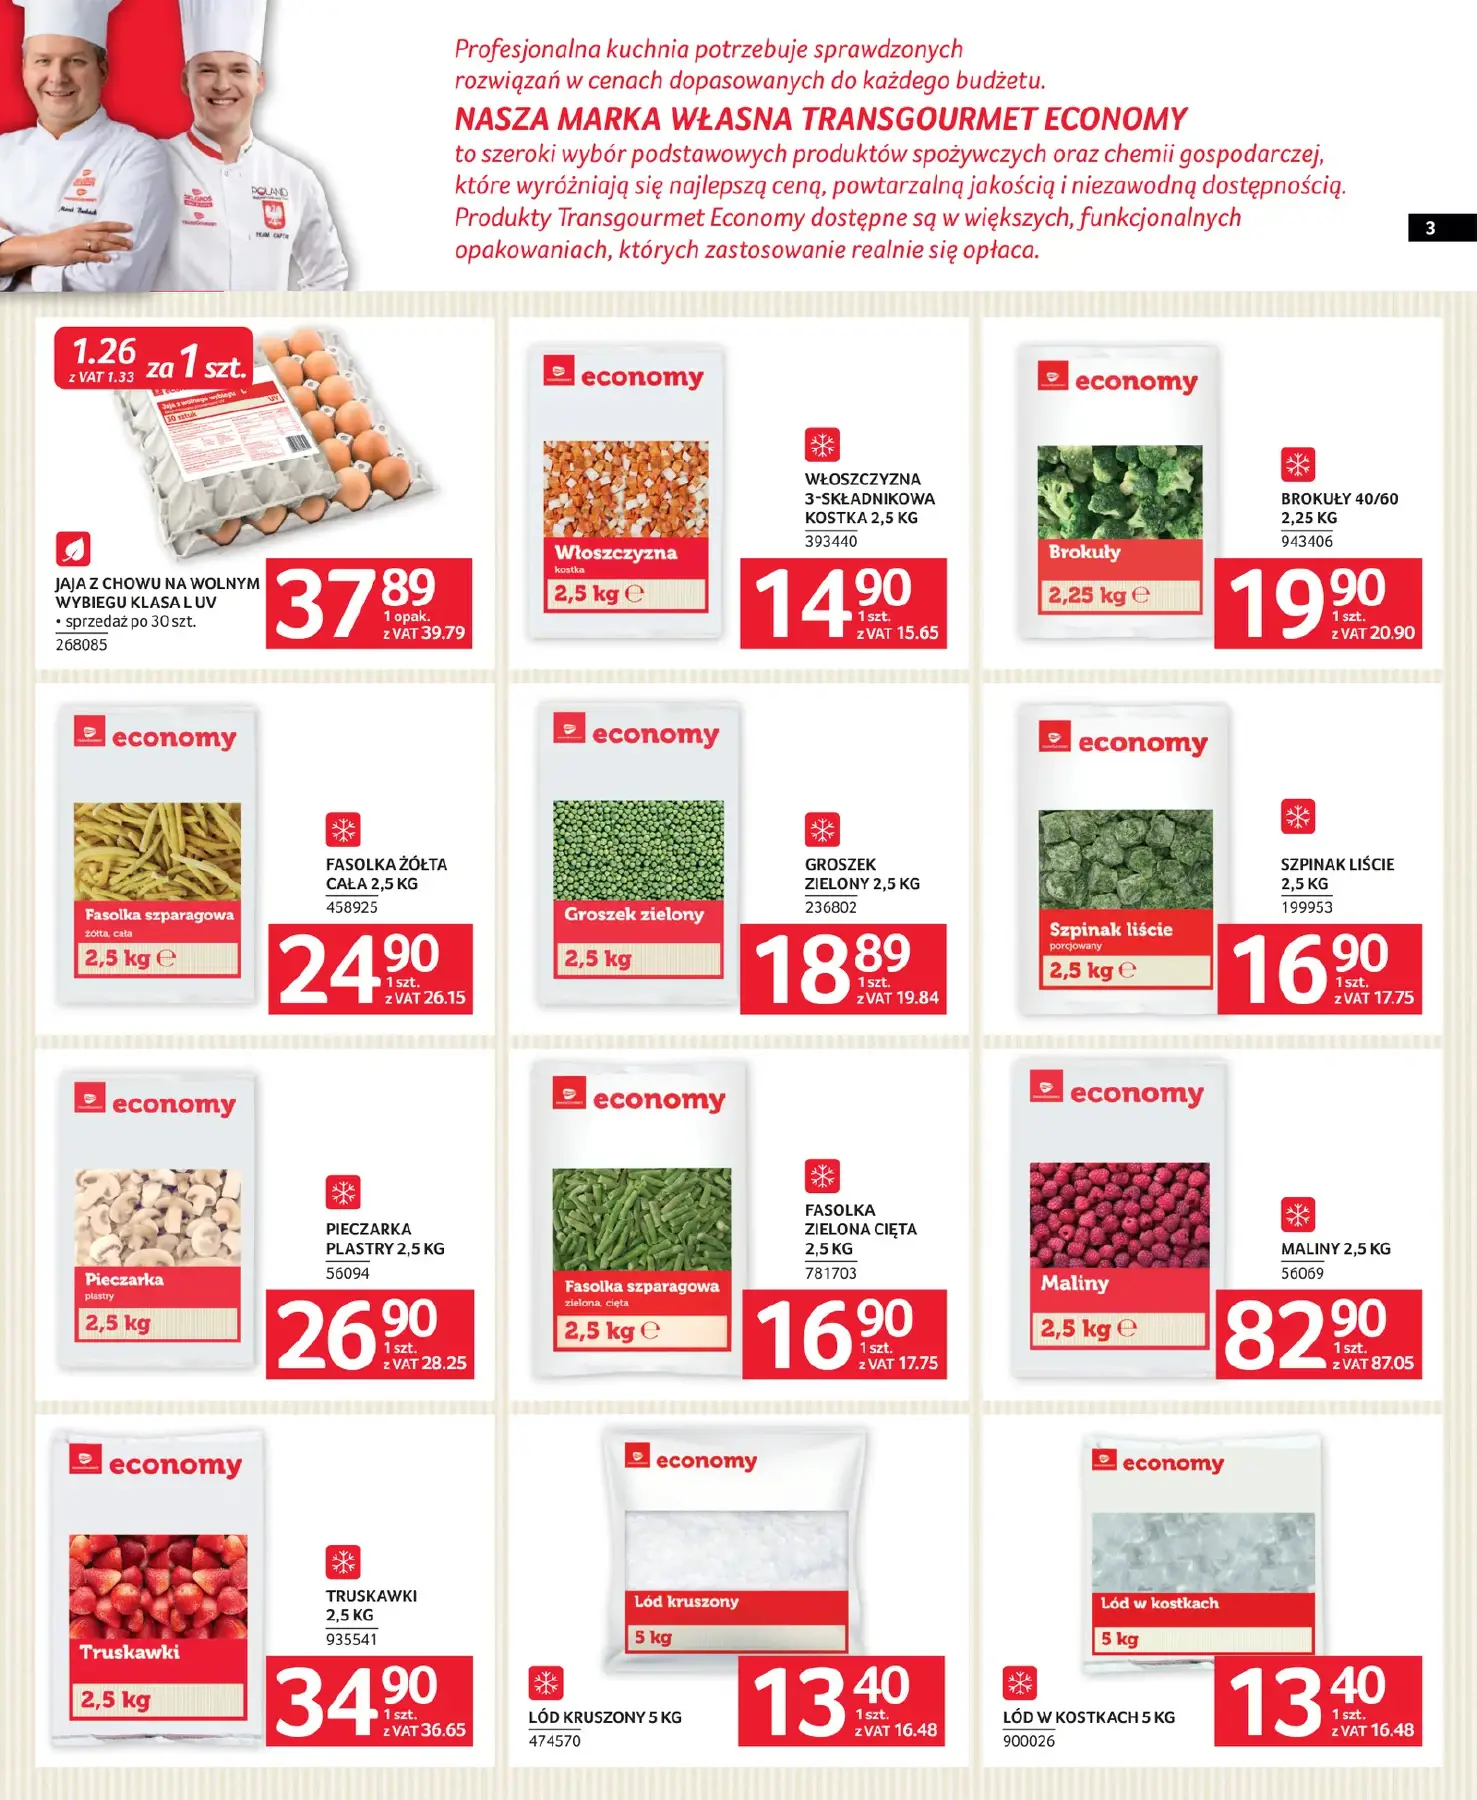 Profesjonalna kuchnia potrzebuje sprawdzonych
rozwiązań w cenach dopasowanych do każdego budżetu.
NASZA MARKA WŁASNA TRANSGOURMET ECONOMY
to szeroki wybór podstawowych produktów spożywczych oraz chemii gospodarczej,
które wyróżniają się najlepszą ceną, powtarzalną jakością i niezawodną dostępnością.
Produkty Transgourmet Economy dostępne są w większych, funkcjonalnych
opakowaniach, których zastosowanie realnie się opłaca.
3
POLAND
1.26
z VAT 1.33
za 1 szt.
Jaja z wolnego wybiegu L
30 sztuk
UV
JAJA Z CHOWU NA WOLNYM
WYBIEGU KLASA L UV
• sprzedaż po 30 szt.
268085
37 89
1 opak.
z VAT 39.79
economy
Włoszczyzna
kostka
2,5 kg ℮
WŁOSZCZYZNA
3-SKŁADNIKOWA
KOSTKA 2,5 KG
393440
14 90
1 szt.
z VAT 15.65
economy
Brokuły
2,25 kg ℮
BROKUŁY 40/60
2,25 KG
943406
19 90
1 szt.
z VAT 20.90
economy
Fasolka szparagowa
żółta, cała
2,5 kg ℮
FASOLKA ŻÓŁTA
CAŁA 2,5 KG
458925
24 90
1 szt.
z VAT 26.15
economy
Groszek zielony
2,5 kg
GROSZEK
ZIELONY 2,5 KG
236802
18 89
1 szt.
z VAT 19.84
economy
Szpinak liście
porcjowany
2,5 kg ℮
SZPINAK LIŚCIE
2,5 KG
199953
16 90
1 szt.
z VAT 17.75
economy
Pieczarka
plastry
2,5 kg
PIECZARKA
PLASTRY 2,5 KG
56094
26 90
1 szt.
z VAT 28.25
economy
Fasolka szparagowa
zielona, cięta
2,5 kg ℮
FASOLKA
ZIELONA CIĘTA
2,5 KG
781703
16 90
1 szt.
z VAT 17.75
economy
Maliny
2,5 kg ℮
MALINY 2,5 KG
56069
82 90
1 szt.
z VAT 87.05
economy
Truskawki
2,5 kg
TRUSKAWKI
2,5 KG
935541
34 90
1 szt.
z VAT 36.65
economy
Lód kruszony
5 kg
LÓD KRUSZONY 5 KG
474570
13 40
1 szt.
z VAT 16.48
economy
Lód w kostkach
5 kg
LÓD W KOSTKACH 5 KG
900026
13 40
1 szt.
z VAT 16.48